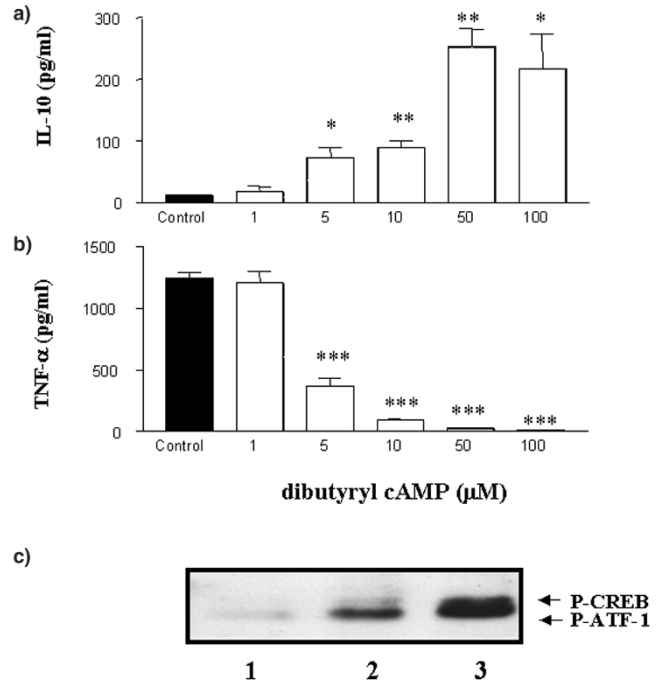 a)
300
200
100
0
IL-10 (pg/ml)
*
**
**
*
Control 1 5 10 50 100
b)
1500
1000
500
0
TNF-α (pg/ml)
***
***
***
***
Control 1 5 10 50 100
dibutyryl cAMP (µM)
c)
P-CREB
P-ATF-1
1 2 3